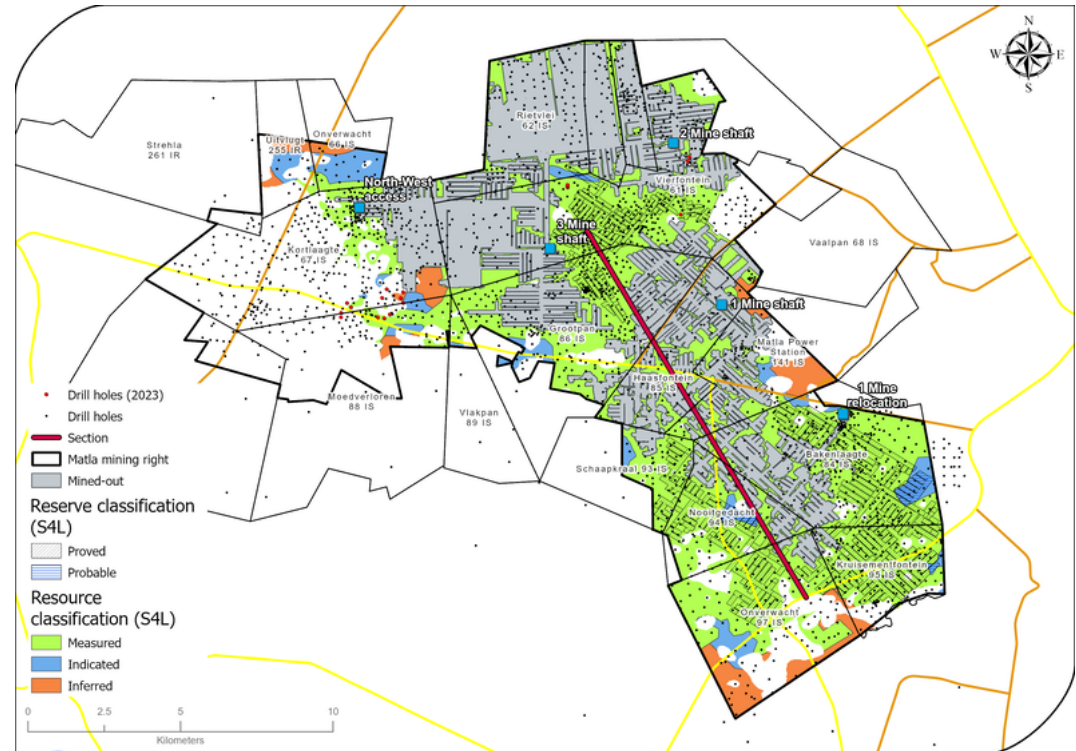 N
W
E
S
Rietvlei
62 IS
2 Mine shaft
Strehla
261 IR
Uitvlugt
255 IR
Onverwacht
66 IS
Vierfontein
61 IS
North-West
access
3 Mine
shaft
Kortlaagte
67 IS
Vaalpan 68 IS
1 Mine shaft
Grootpan
86 IS
Matla Power
Station
141 IS
Haasfontein
85 IS
1 Mine
relocation
Moedverloren
88 IS
Vlakpan
89 IS
Bakenlaagte
84 IS
Schaapkraal 93 IS
Nooitgedacht
94 IS
Kruisementfontein
95 IS
Onverwacht
97 IS
Drill holes (2023)
Drill holes
Section
Matla mining right
Mined-out
Reserve classification
(S4L)
Proved
Probable
Resource
classification (S4L)
Measured
Indicated
Inferred
0 2.5 5 10
Kilometers